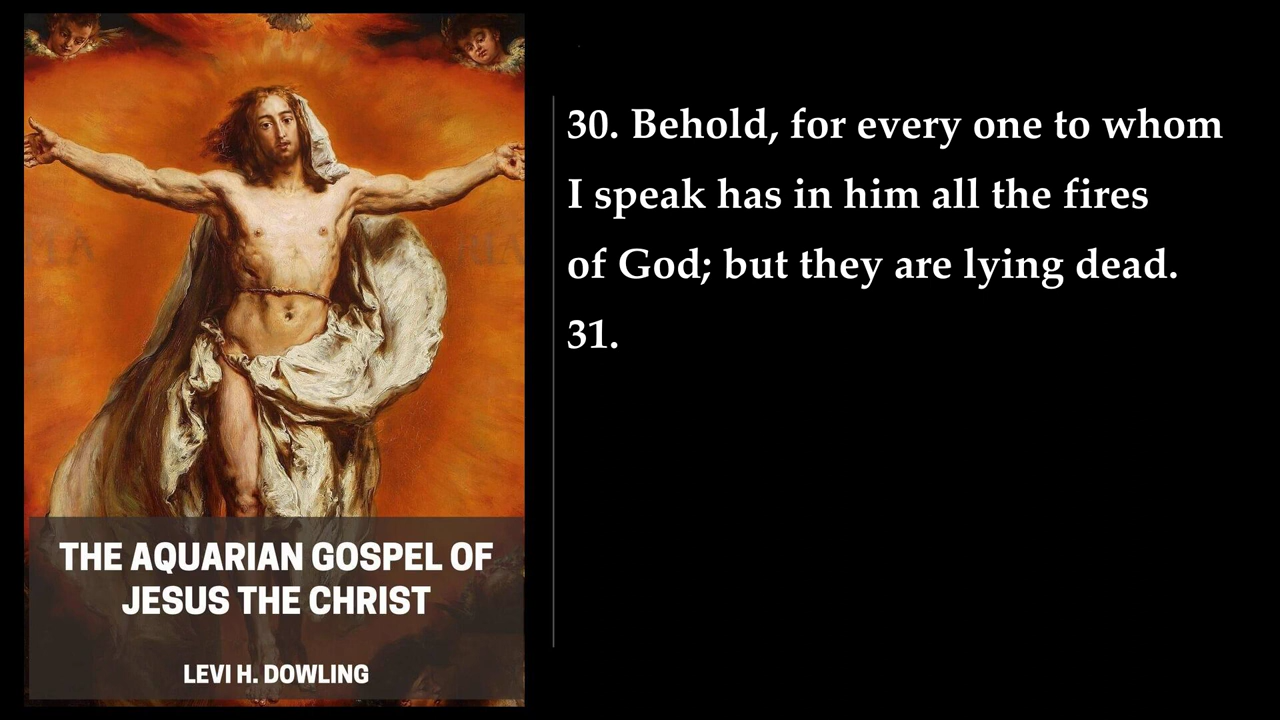 THE AQUARIAN GOSPEL OF
JESUS THE CHRIST
LEVI H. DOWLING
30. Behold, for every one to whom
I speak has in him all the fires
of God; but they are lying dead.
31.